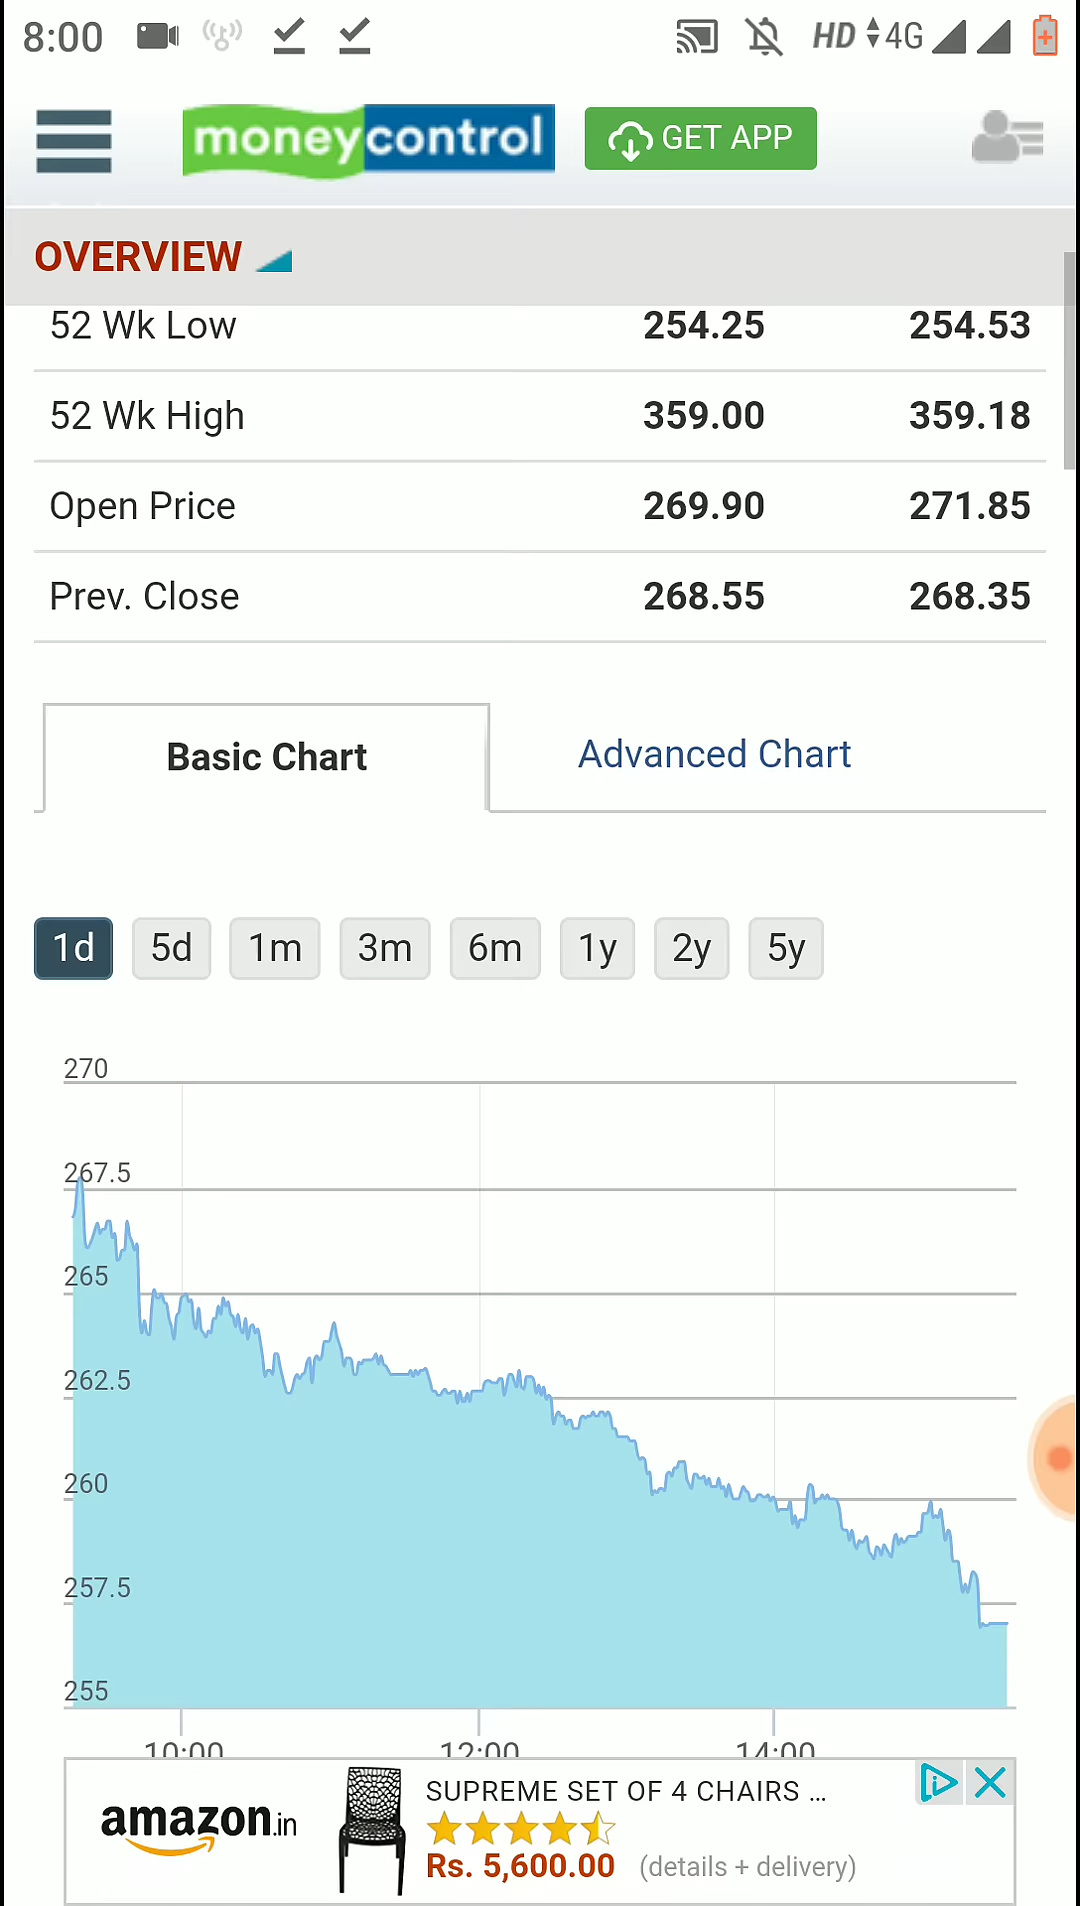 8:00 HD 4G
moneycontrol GET APP
OVERVIEW
52 Wk Low 254.25 254.53
52 Wk High 359.00 359.18
Open Price 269.90 271.85
Prev. Close 268.55 268.35
Basic Chart Advanced Chart
1d 5d 1m 3m 6m 1y 2y 5y
270
267.5
265
262.5
260
257.5
255
10:00 12:00 14:00
amazon.in
SUPREME SET OF 4 CHAIRS ...
Rs. 5,600.00 (details + delivery)